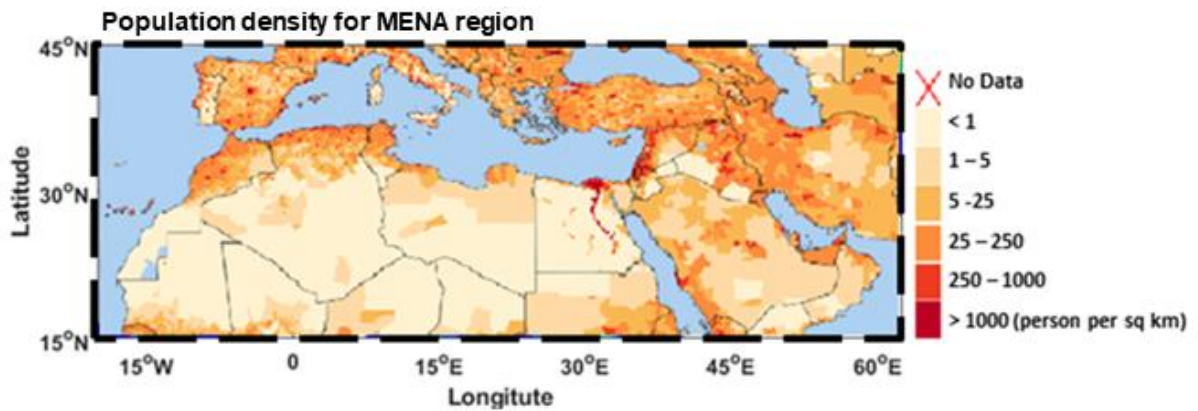 Population density for MENA region
45°N
30°N
15°N
Latitude
15°W 0 15°E 30°E 45°E 60°E
Longitute
No Data
< 1
1 – 5
5 -25
25 – 250
250 – 1000
> 1000 (person per sq km)